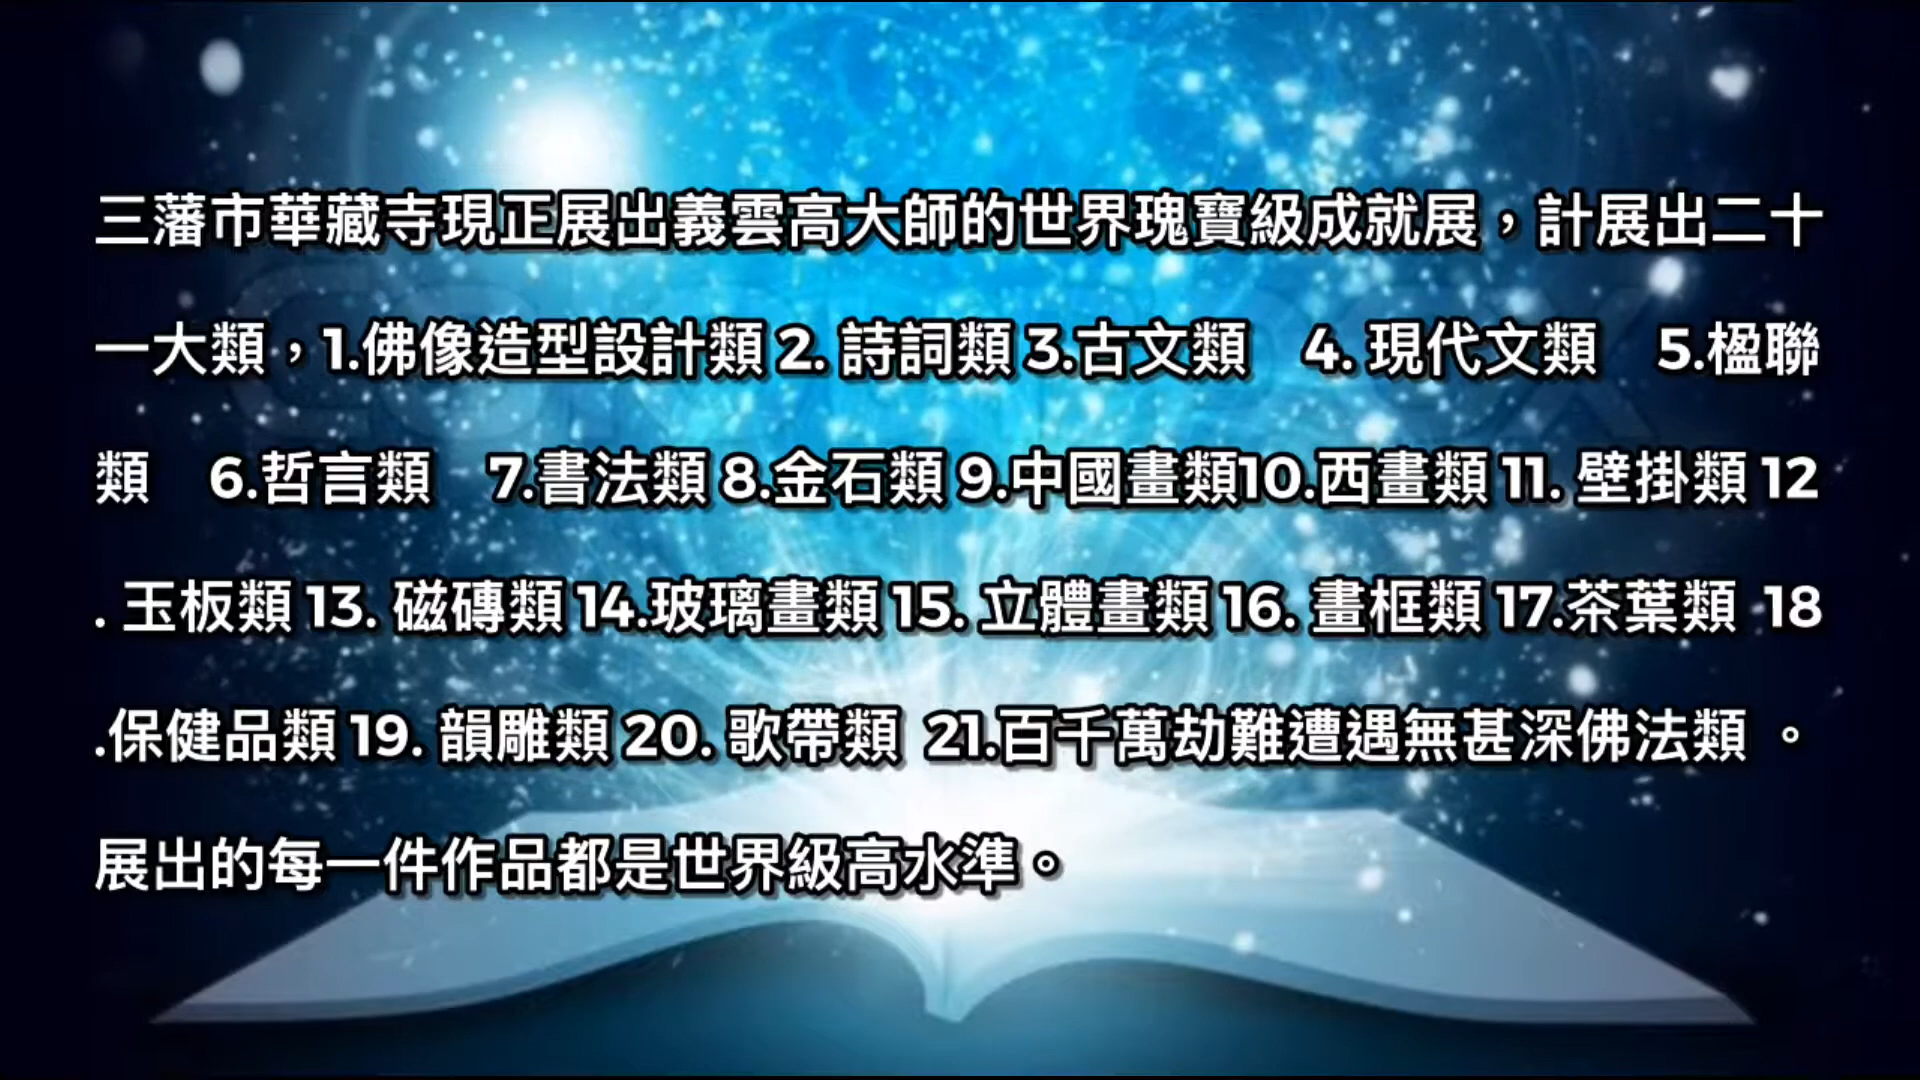 三藩市華藏寺現正展出義雲高大師的世界瑰寶級成就展，計展出二十
一大類，1.佛像造型設計類 2. 詩詞類 3.古文類　4. 現代文類　5.楹聯
類　6.哲言類　7.書法類 8.金石類 9.中國畫類10.西畫類 11. 壁掛類 12
. 玉板類 13. 磁磚類 14.玻璃畫類 15. 立體畫類 16. 畫框類 17.茶葉類 18
.保健品類 19. 韻雕類 20. 歌帶類 21.百千萬劫難遭遇無甚深佛法類 。
展出的每一件作品都是世界級高水準。